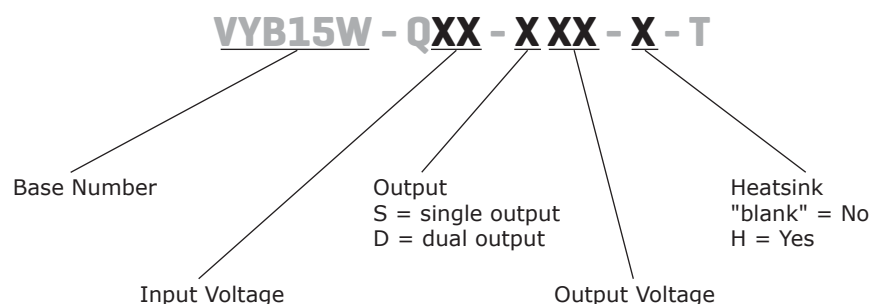 VYB15W - QXX - X XX - X - T
Base Number
Output
S = single output
D = dual output
Heatsink
"blank" = No
H = Yes
Input Voltage
Output Voltage